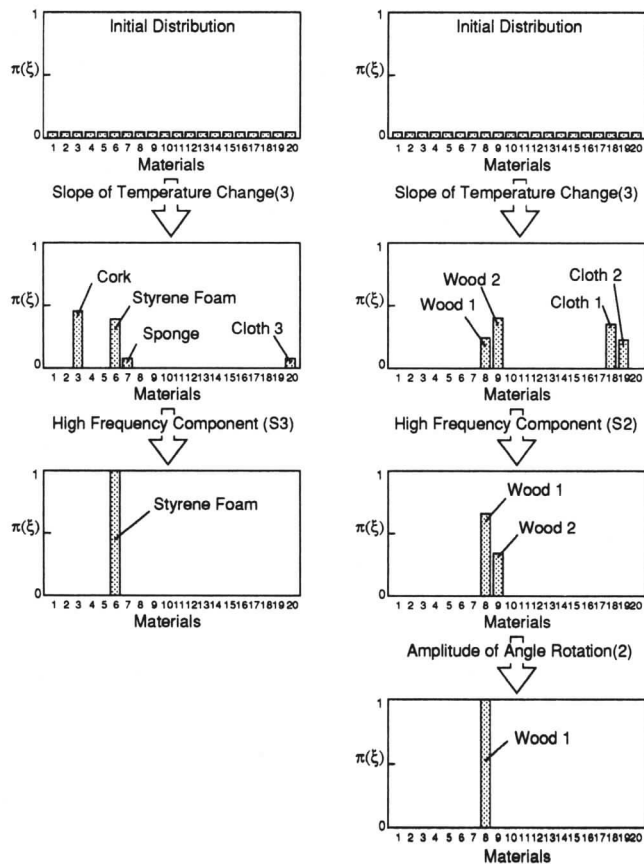 1
Initial Distribution
π(ξ)
0
1 2 3 4 5 6 7 8 9 10 11 12 13 14 15 16 17 18 19 20
Materials
Slope of Temperature Change(3)
1
Cork
Styrene Foam
π(ξ)
Sponge
Cloth 3
0
1 2 3 4 5 6 7 8 9 10 11 12 13 14 15 16 17 18 19 20
Materials
High Frequency Component (S3)
1
π(ξ)
Styrene Foam
0
1 2 3 4 5 6 7 8 9 10 11 12 13 14 15 16 17 18 19 20
Materials
1
Initial Distribution
π(ξ)
0
1 2 3 4 5 6 7 8 9 10 11 12 13 14 15 16 17 18 19 20
Materials
Slope of Temperature Change(3)
1
Cloth 2
Wood 2
π(ξ)
Wood 1
Cloth 1
0
1 2 3 4 5 6 7 8 9 10 11 12 13 14 15 16 17 18 19 20
Materials
High Frequency Component (S2)
1
Wood 1
π(ξ)
Wood 2
0
1 2 3 4 5 6 7 8 9 10 11 12 13 14 15 16 17 18 19 20
Materials
Amplitude of Angle Rotation(2)
1
Wood 1
π(ξ)
0
1 2 3 4 5 6 7 8 9 10 11 12 13 14 15 16 17 18 19 20
Materials